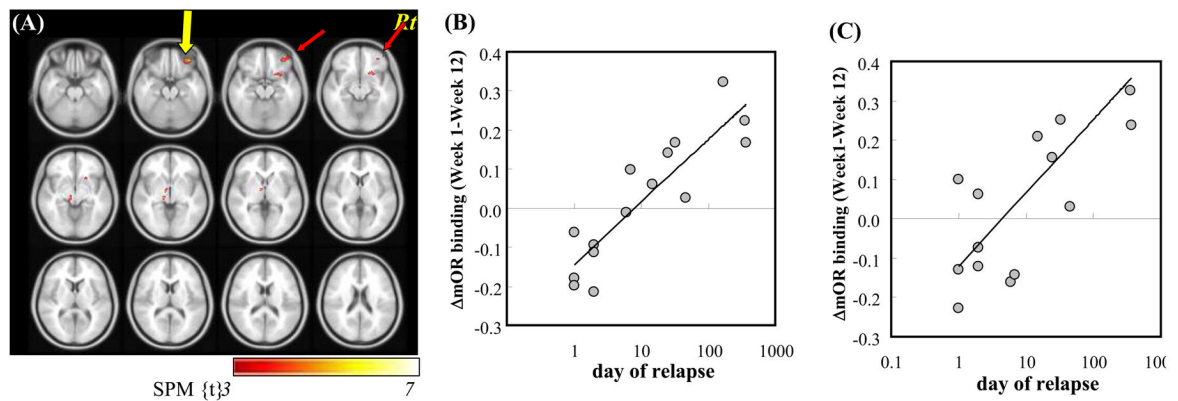 (A)
Rt
SPM {t}3
7
(B)
ΔmOR binding (Week 1-Week 12)
0.4
0.3
0.2
0.1
0.0
-0.1
-0.2
-0.3
1
10
100
1000
day of relapse
(C)
ΔmOR binding (Week1-Week 12)
0.4
0.3
0.2
0.1
0.0
-0.1
-0.2
-0.3
0.1
1
10
100
day of relapse